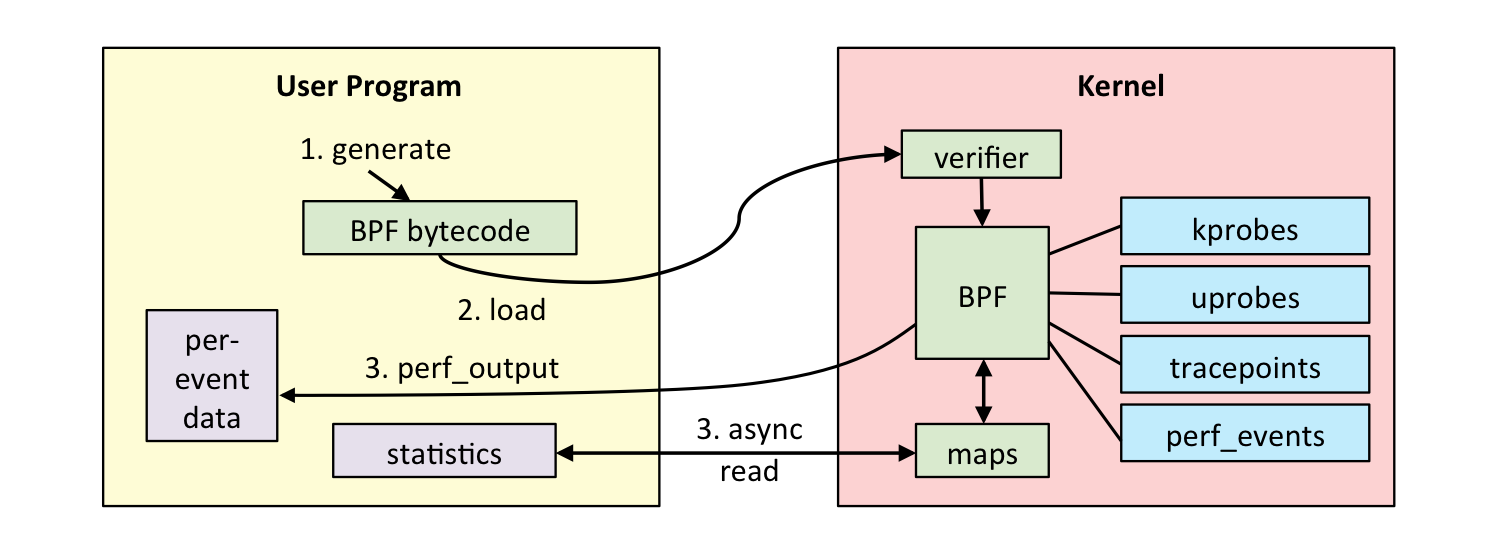 User Program
1. generate
BPF bytecode
2. load
per-
event
data
3. perf_output
statistics
3. async
read
Kernel
verifier
BPF
maps
kprobes
uprobes
tracepoints
perf_events